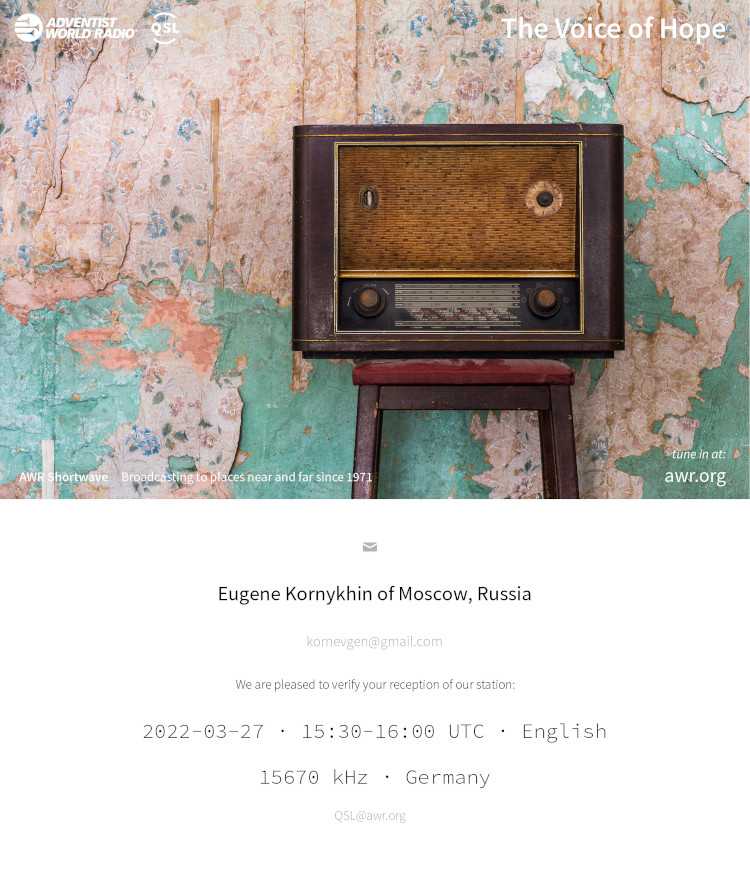 ADVENTIST
WORLD RADIO
QSL
The Voice of Hope
tune in at:
AWR Shortwave Broadcasting to places near and far since 1971
awr.org
Eugene Kornykhin of Moscow, Russia
kornevgen@gmail.com
We are pleased to verify your reception of our station:
2022-03-27 · 15:30-16:00 UTC · English
15670 kHz · Germany
QSL@awr.org